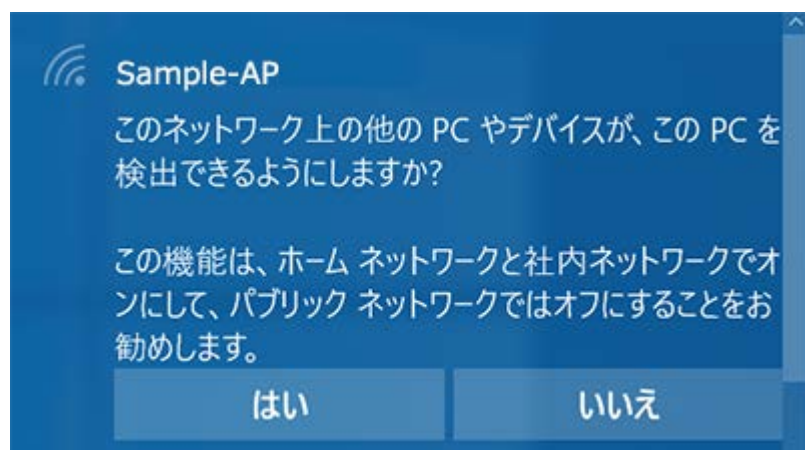 Sample-AP
このネットワーク上の他の PC やデバイスが、この PC を
検出できるようにしますか?
この機能は、ホーム ネットワークと社内ネットワークでオ
ンにして、パブリック ネットワークではオフにすることをお
勧めします。
はい
いいえ